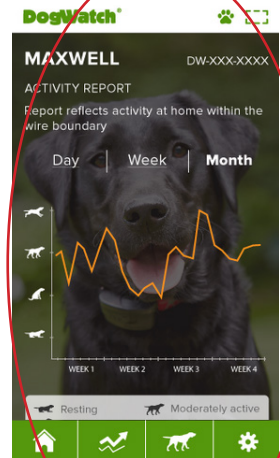 DogWatch®
MAXWELL DW-XXX-XXXX
ACTIVITY REPORT
Report reflects activity at home within the
wire boundary
Day | Week | Month
WEEK 1 WEEK 2 WEEK 3 WEEK 4
Resting Moderately active